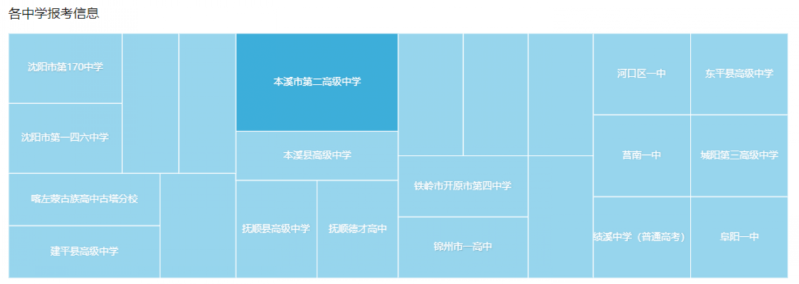 各中学报考信息
沈阳市第170中学
沈阳市第一四六中学
喀左蒙古族高中古塔分校
建平县高级中学
本溪市第二高级中学
本溪县高级中学
抚顺县高级中学
抚顺德才高中
铁岭市开原市第四中学
锦州市一高中
河口区一中
东平县高级中学
莒南一中
城阳第三高级中学
镇溪中学（普通高考）
阜阳一中